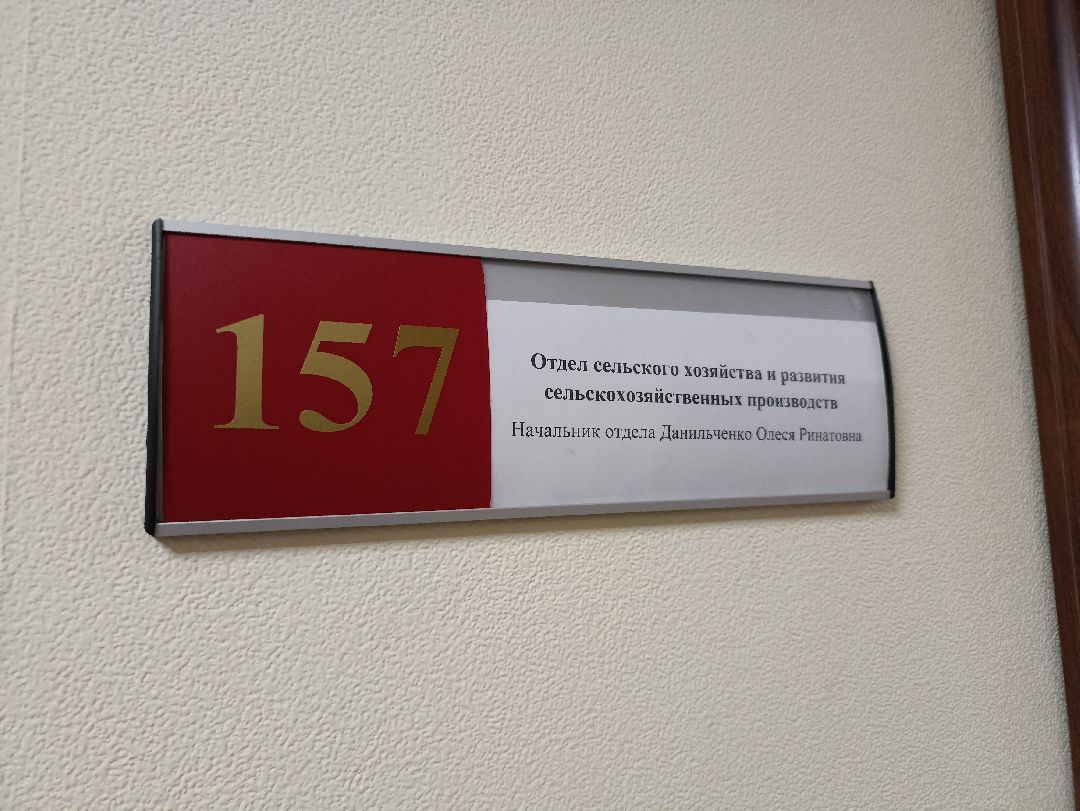 157
Отдел сельского хозяйства и развития
сельскохозяйственных производств
Начальник отдела Данильченко Олеся Ринатовна